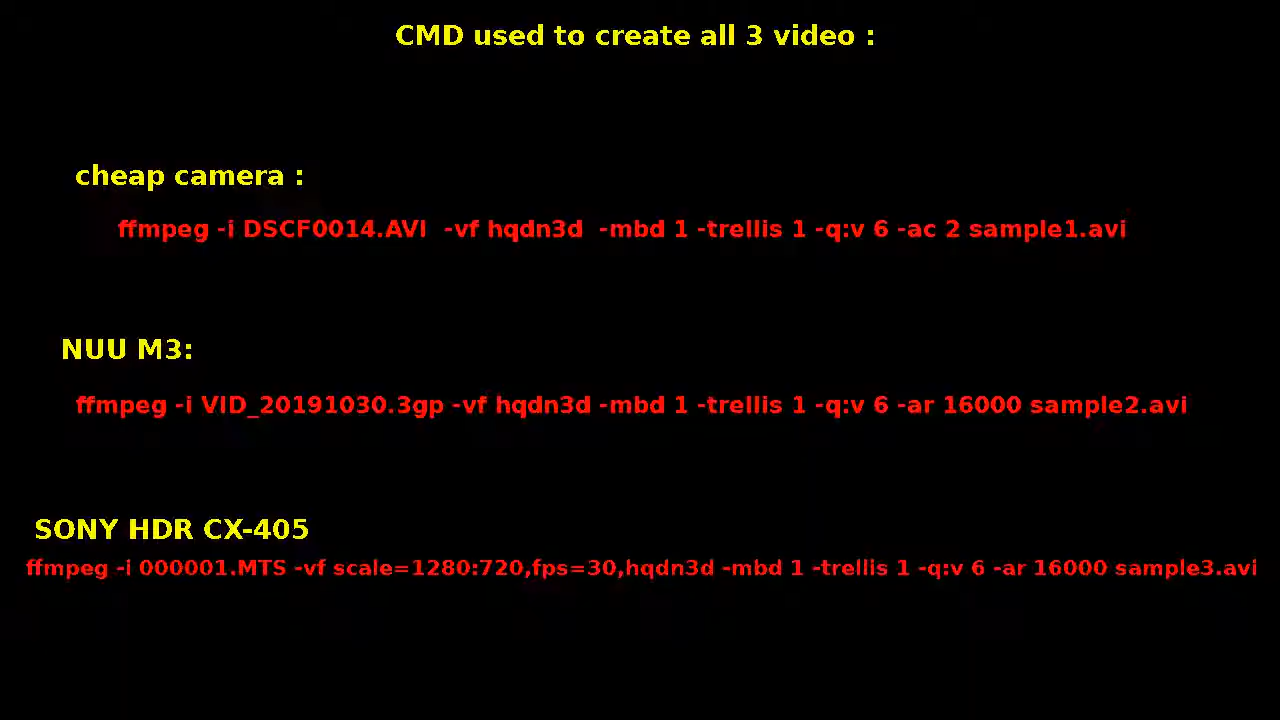 CMD used to create all 3 video :
cheap camera :
ffmpeg -i DSCF0014.AVI  -vf hqdn3d  -mbd 1 -trellis 1 -q:v 6 -ac 2 sample1.avi
NUU M3:
ffmpeg -i VID_20191030.3gp -vf hqdn3d -mbd 1 -trellis 1 -q:v 6 -ar 16000 sample2.avi
SONY HDR CX-405
ffmpeg -i 000001.MTS -vf scale=1280:720,fps=30,hqdn3d -mbd 1 -trellis 1 -q:v 6 -ar 16000 sample3.avi